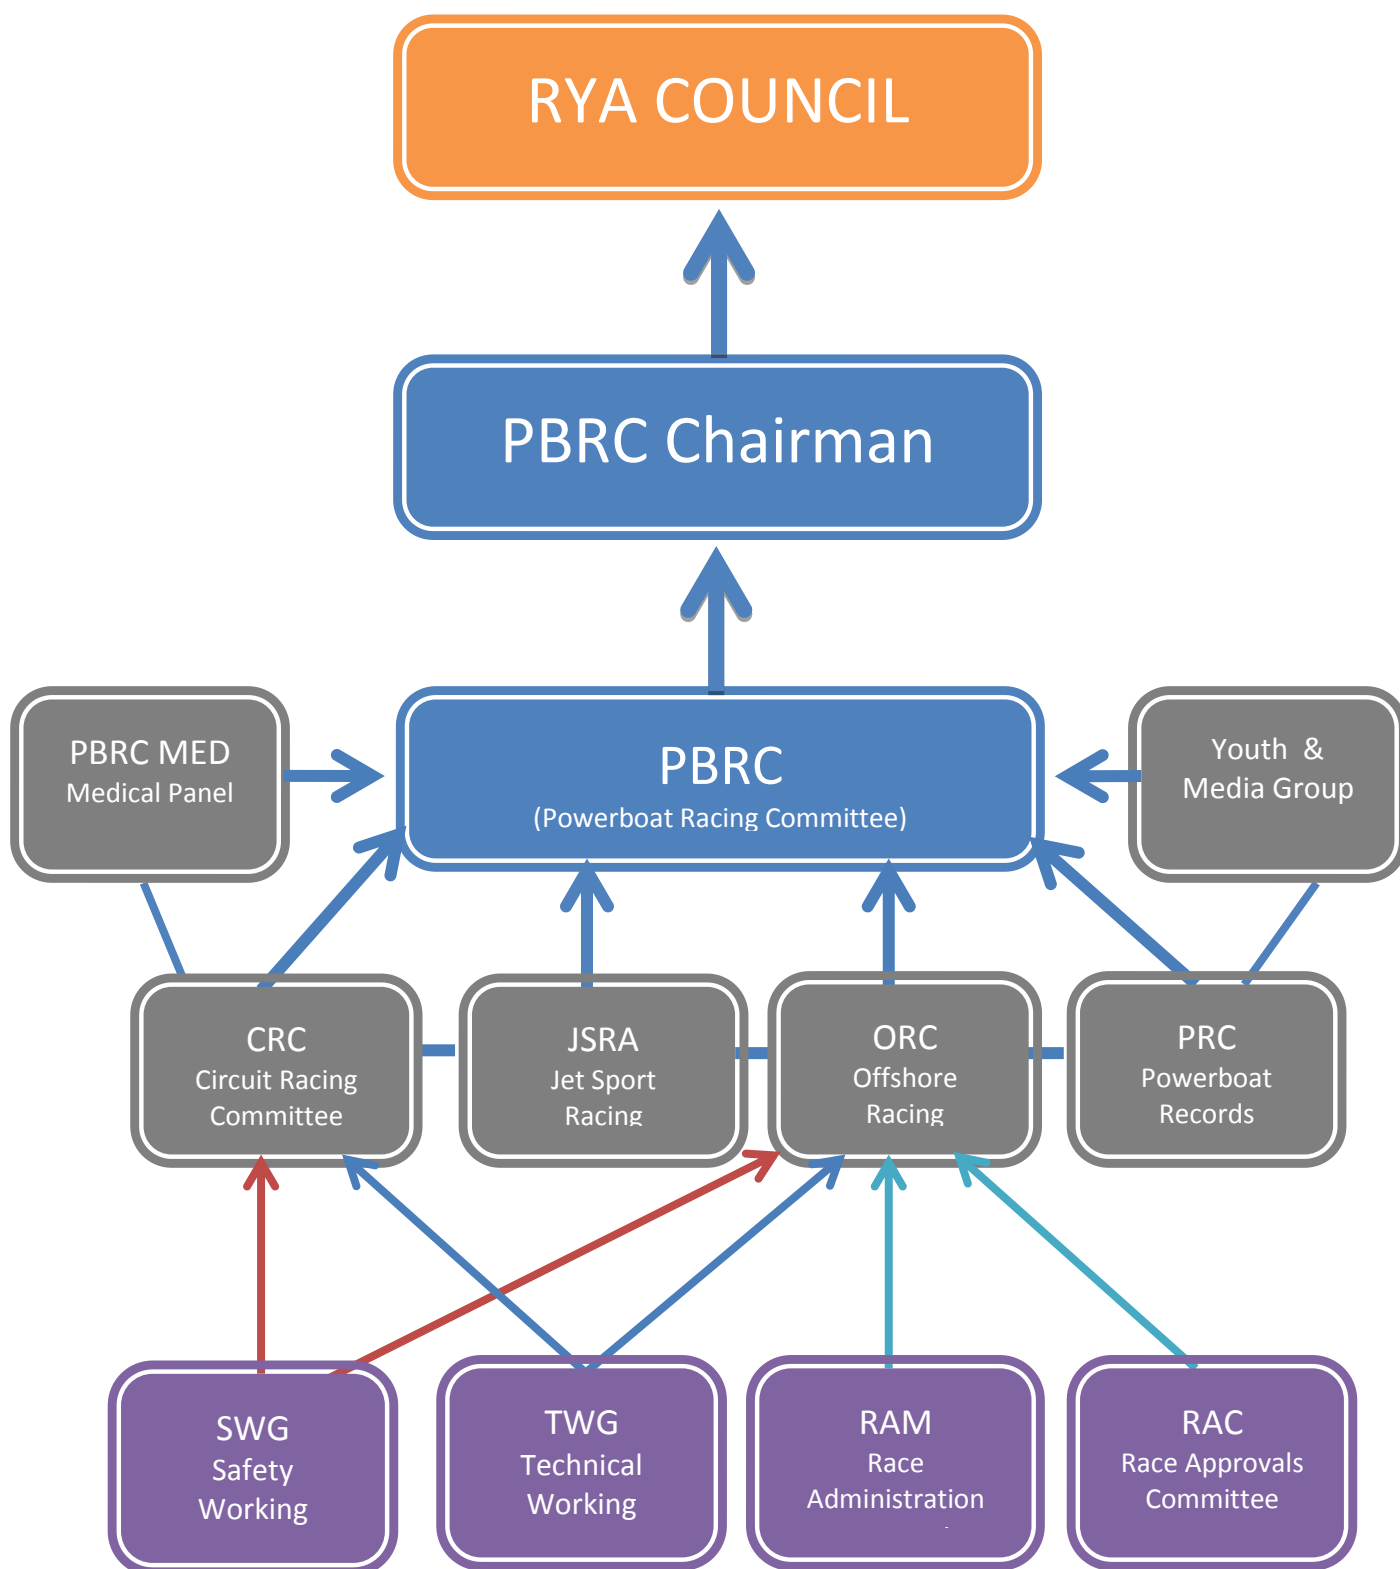 RYA COUNCIL
PBRC Chairman
PBRC MED
Medical Panel
PBRC
(Powerboat Racing Committee)
Youth &
Media Group
CRC
Circuit Racing
Committee
JSRA
Jet Sport
Racing
ORC
Offshore
Racing
PRC
Powerboat
Records
SWG
Safety
Working
TWG
Technical
Working
RAM
Race
Administration
RAC
Race Approvals
Committee